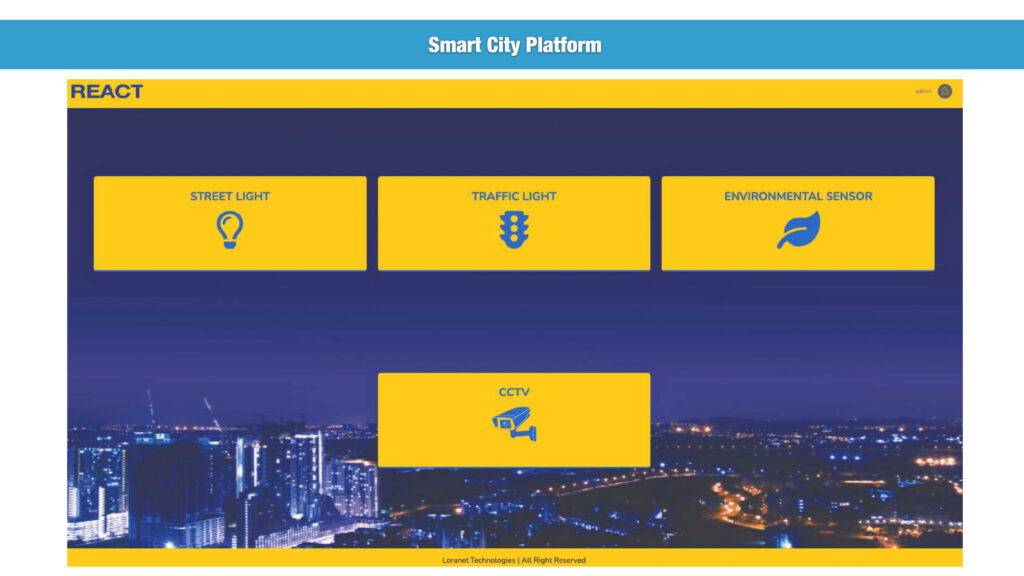 Smart City Platform
REACT
admin
STREET LIGHT
TRAFFIC LIGHT
ENVIRONMENTAL SENSOR
CCTV
Loranet Technologies | All Right Reserved